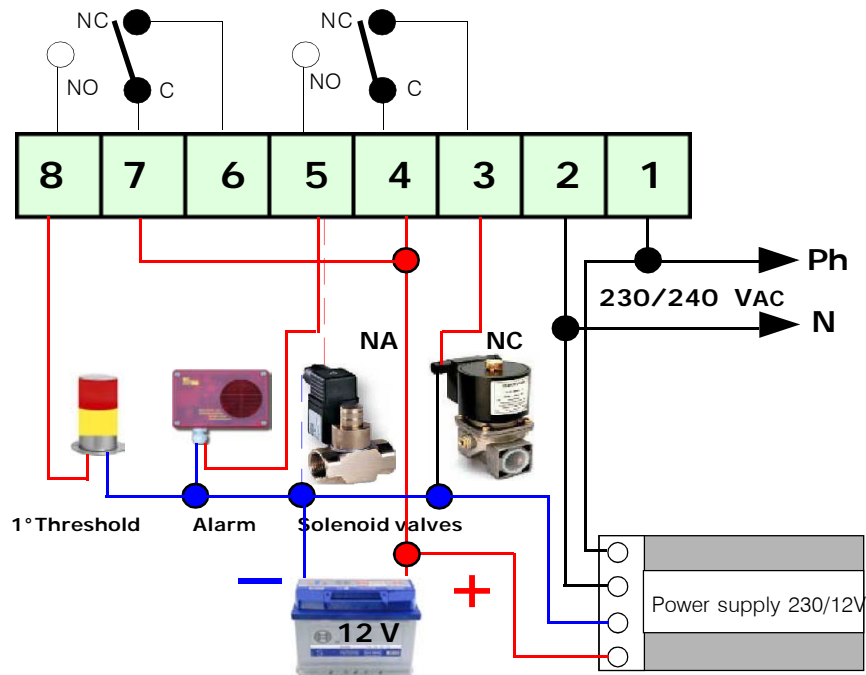 NC
NC
NO
C
NO
C
8 7 6 5 4 3 2 1
Ph
230/240 VAC
N
NA
NC
1° Threshold
Alarm
Solenoid valves
− +
12 V
Power supply 230/12V